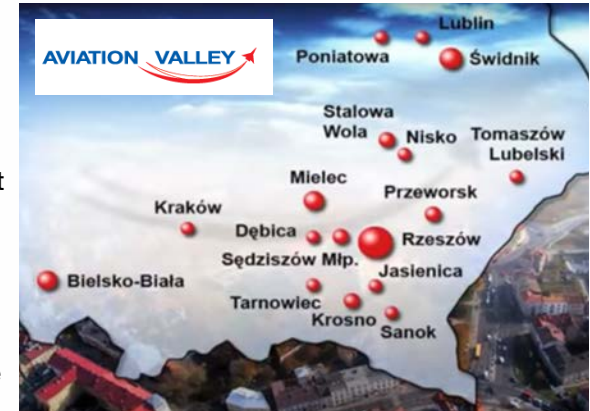 AVIATION VALLEY
Lublin
Poniatowa
Świdnik
Stalowa
Wola
Nisko
Tomaszów
Lubelski
Mielec
Przeworsk
Kraków
Dębica
Rzeszów
Sędziszów Młp.
Jasienica
Bielsko-Biała
Tarnowiec
Krosno
Sanok
t